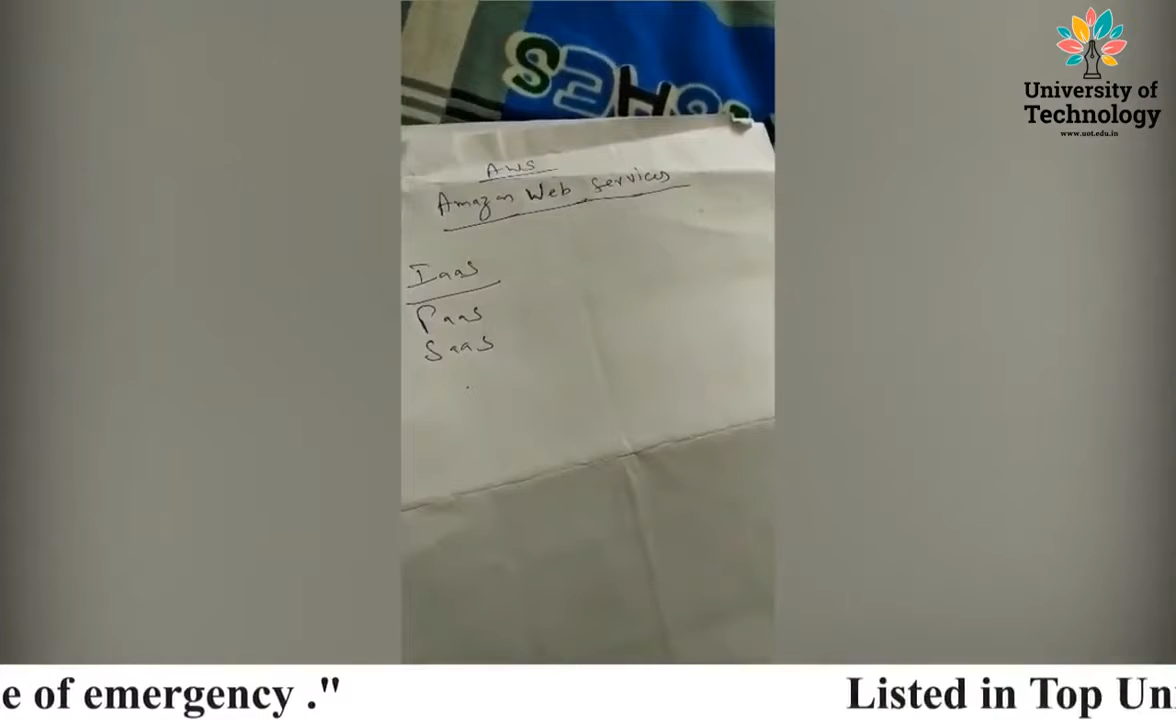 University of
Technology
www.uot.edu.in
AWS
Amazon Web Services
IaaS
PaaS
SaaS
e of emergency ."
Listed in Top Un